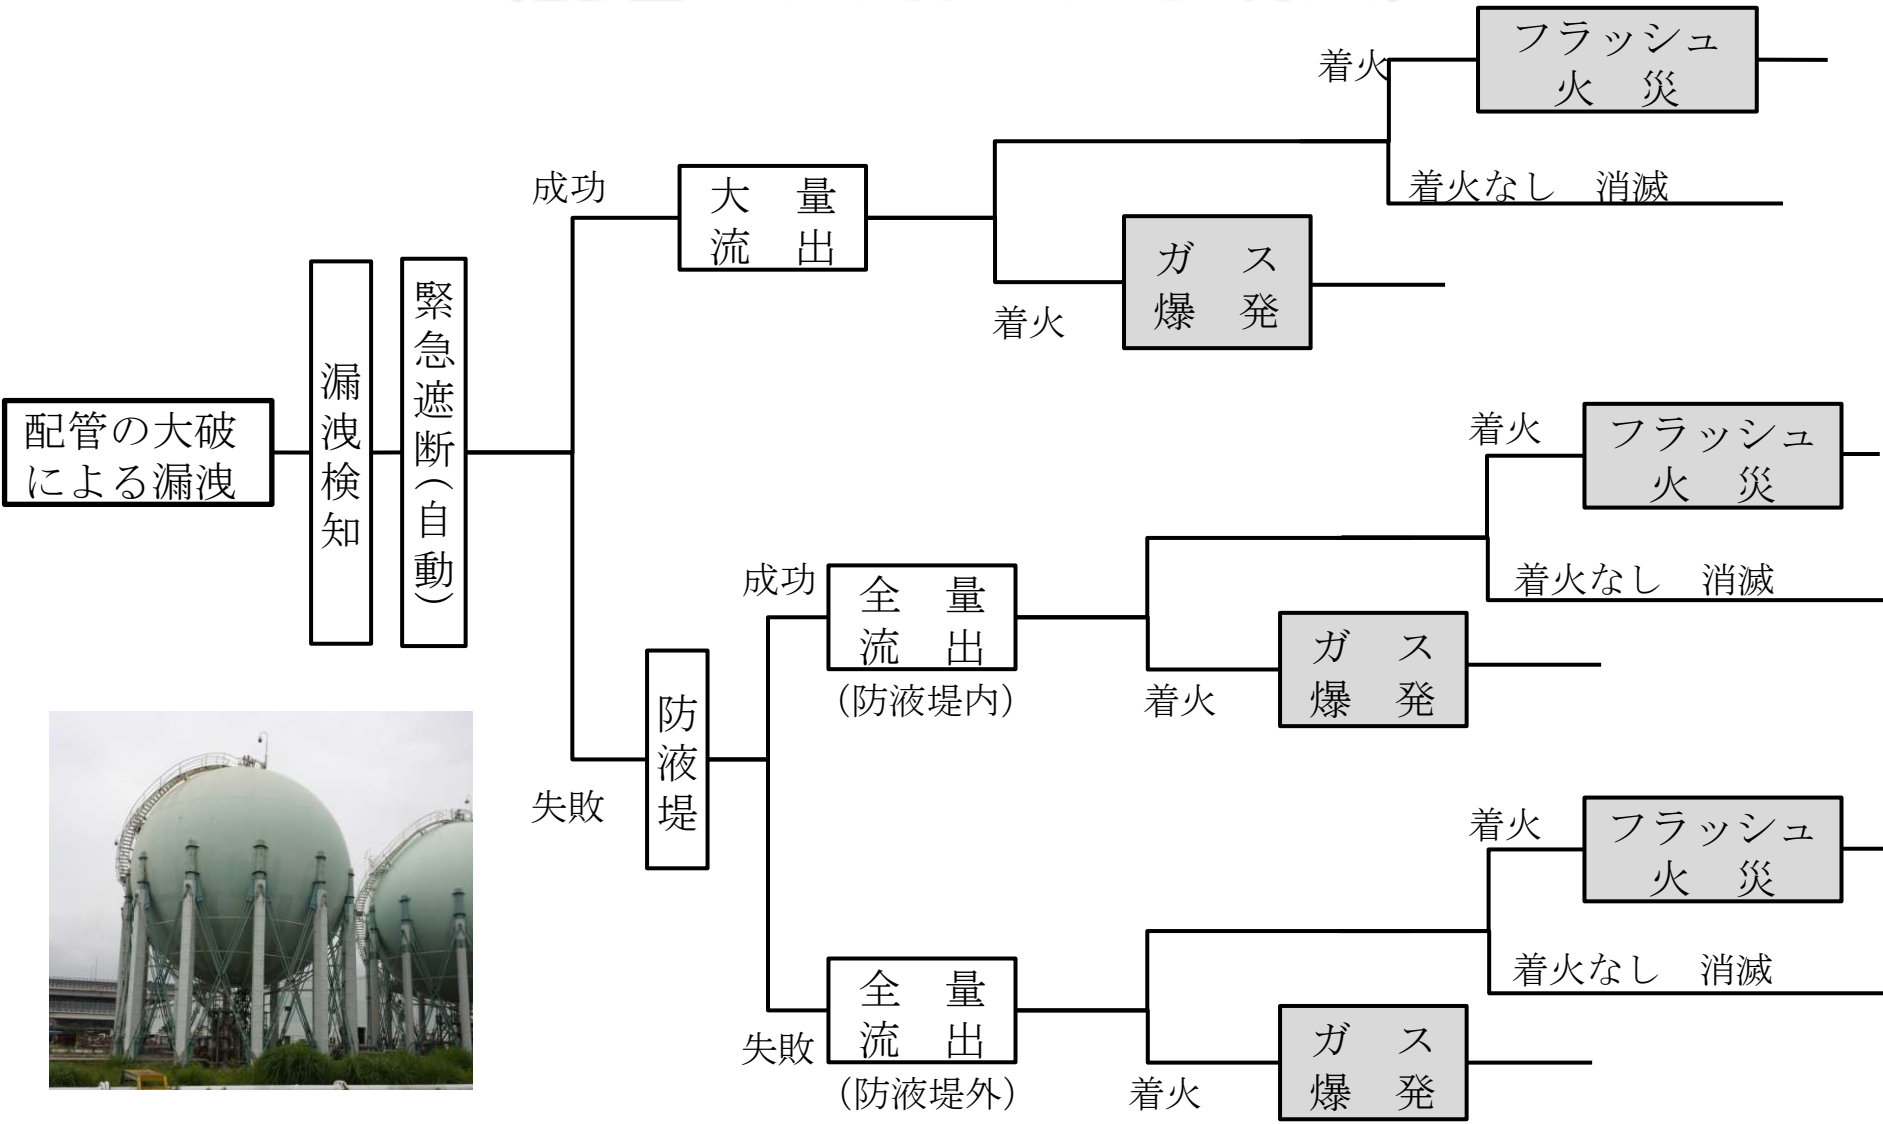 着火
フラッシュ
火 災
着火なし 消滅
成功
大 量
流 出
着火
ガ ス
爆 発
配管の大破
による漏洩
漏洩検知
緊急遮断(自動)
着火
フラッシュ
火 災
着火なし 消滅
成功
全 量
流 出
(防液堤内)
着火
ガ ス
爆 発
失敗
防液堤
着火
フラッシュ
火 災
着火なし 消滅
失敗
全 量
流 出
(防液堤外)
着火
ガ ス
爆 発